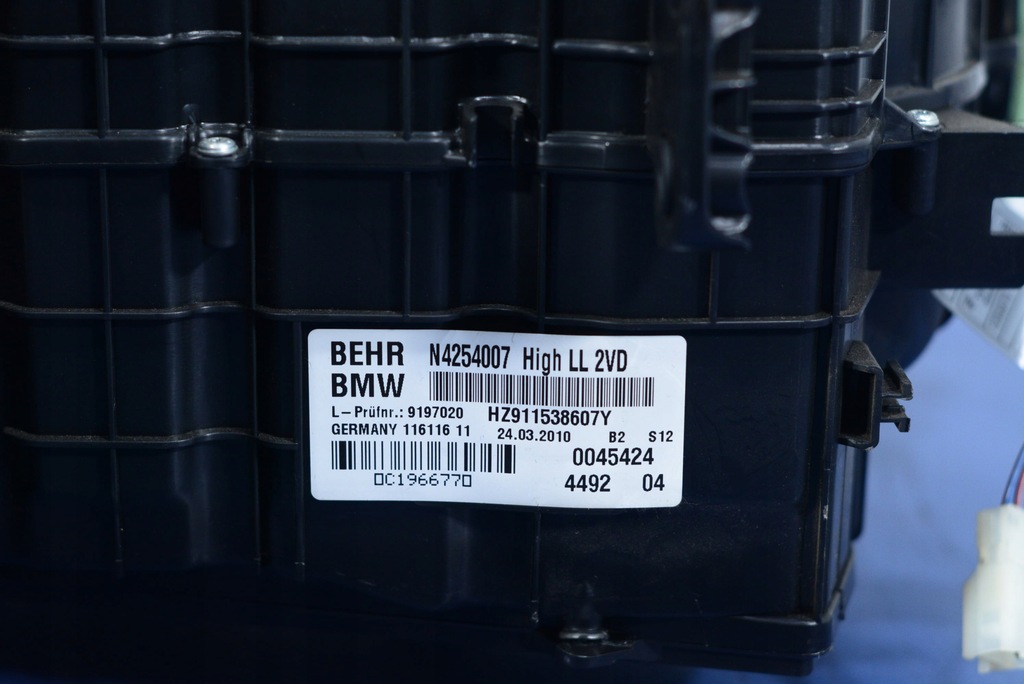 BEHR N4254007 High LL 2VD
BMW
L-Prüfnr.: 9197020 HZ911538607Y
GERMANY 116116 11 24.03.2010 B2 S12
0045424
0C1966770 4492 04